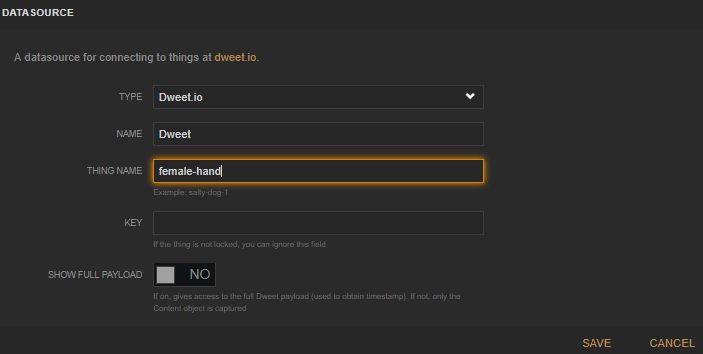 DATASOURCE
A datasource for connecting to things at dweet.io.
TYPE Dweet.io
NAME Dweet
THING NAME female-hand
Example: salty-dog-1
KEY
If the thing is not locked, you can ignore this field
SHOW FULL PAYLOAD NO
If on, gives access to the full Dweet payload (used to obtain timestamp). If not, only the
Content object is captured
SAVE CANCEL